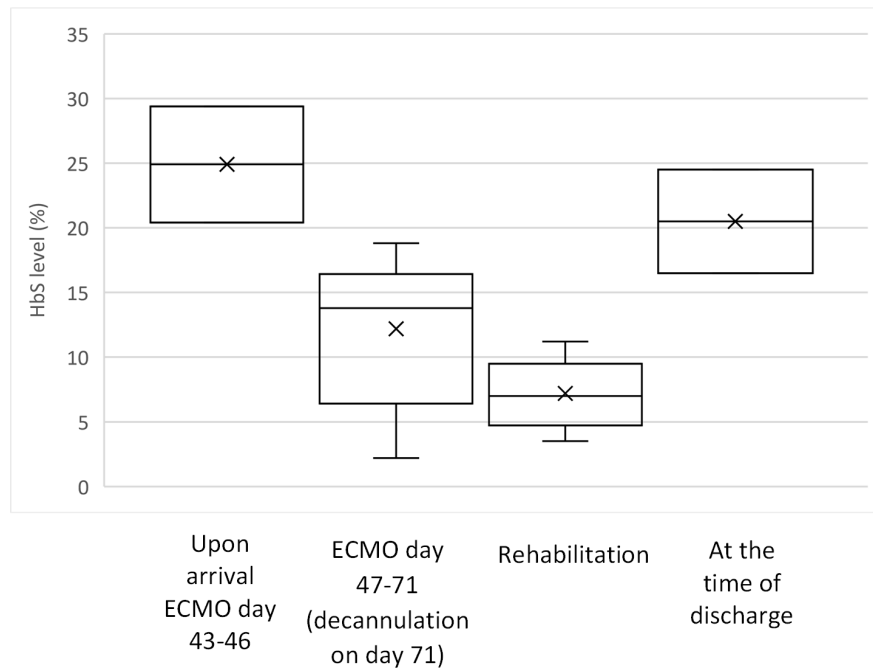 35
30
25
20
15
10
5
0
HbS level (%)
Upon
arrival
ECMO day
43-46
ECMO day
47-71
(decannulation
on day 71)
Rehabilitation
At the
time of
discharge